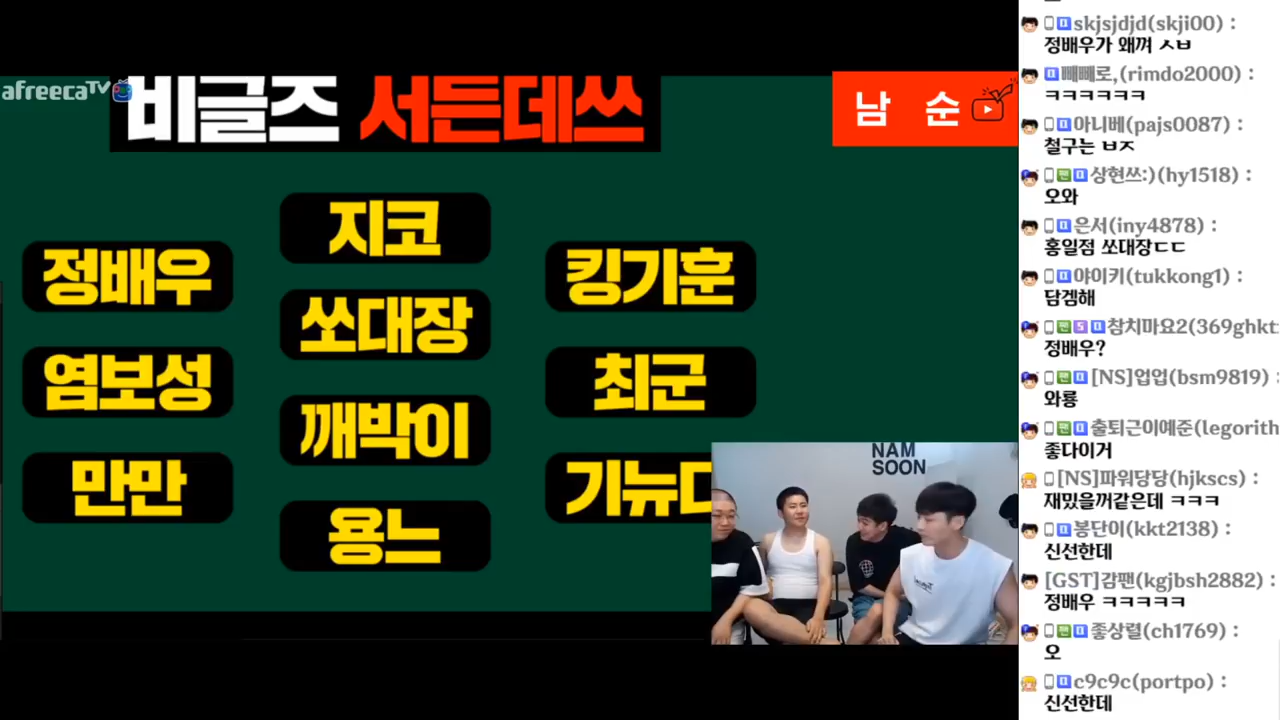 afreecaTV
비글즈 서든데쓰
남 순
지코
정배우
킹기훈
쏘대장
염보성
최군
깨박이
만만
기뉴다
용느
NAM
SOON
skjsjdjd(skji00) :
정배우가 왜껴 ㅅㅂ
빼빼로,(rimdo2000) :
ㅋㅋㅋㅋㅋㅋ
아니베(pajs0087) :
철구는 ㅂㅈ
팬 상현쓰:)(hy1518) :
오와
은서(iny4878) :
홍일점 쏘대장ㄷㄷ
야이키(tukkong1) :
담겜해
팬 S 참치마요2(369ghkt
정배우?
팬 [NS]업업(bsm9819) :
와룡
팬 출퇴근이예준(legorith
좋다이거
[NS]파워당당(hjkscs) :
재밌을꺼같은데 ㅋㅋㅋ
봉단이(kkt2138) :
신선한데
[GST]감팬(kgjbsh2882) :
정배우 ㅋㅋㅋㅋㅋ
팬 좋상렬(ch1769) :
오
c9c9c(portpo) :
신선한데